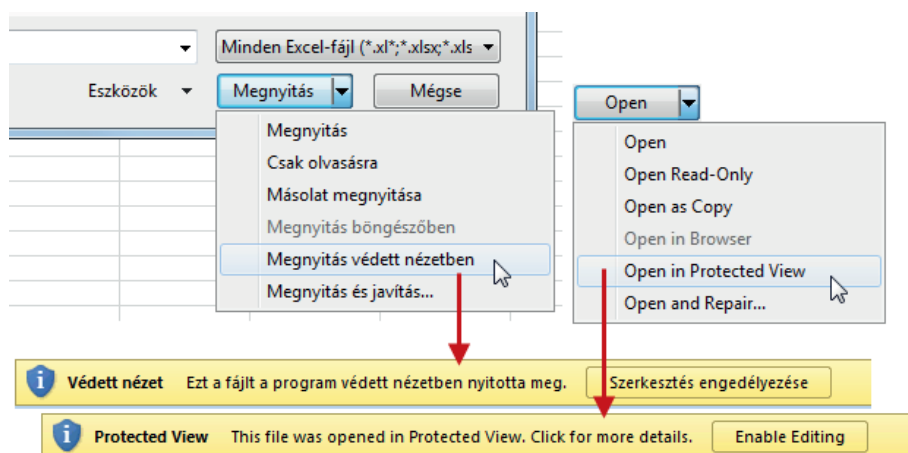 Minden Excel-fájl (*.xl*;*.xlsx;*.xls
Eszközök
Megnyitás
Mégse
Megnyitás
Csak olvasásra
Másolat megnyitása
Megnyitás böngészőben
Megnyitás védett nézetben
Megnyitás és javítás...
Open
Open
Open Read-Only
Open as Copy
Open in Browser
Open in Protected View
Open and Repair...
Védett nézet Ezt a fájlt a program védett nézetben nyitotta meg. Szerkesztés engedélyezése
Protected View This file was opened in Protected View. Click for more details. Enable Editing